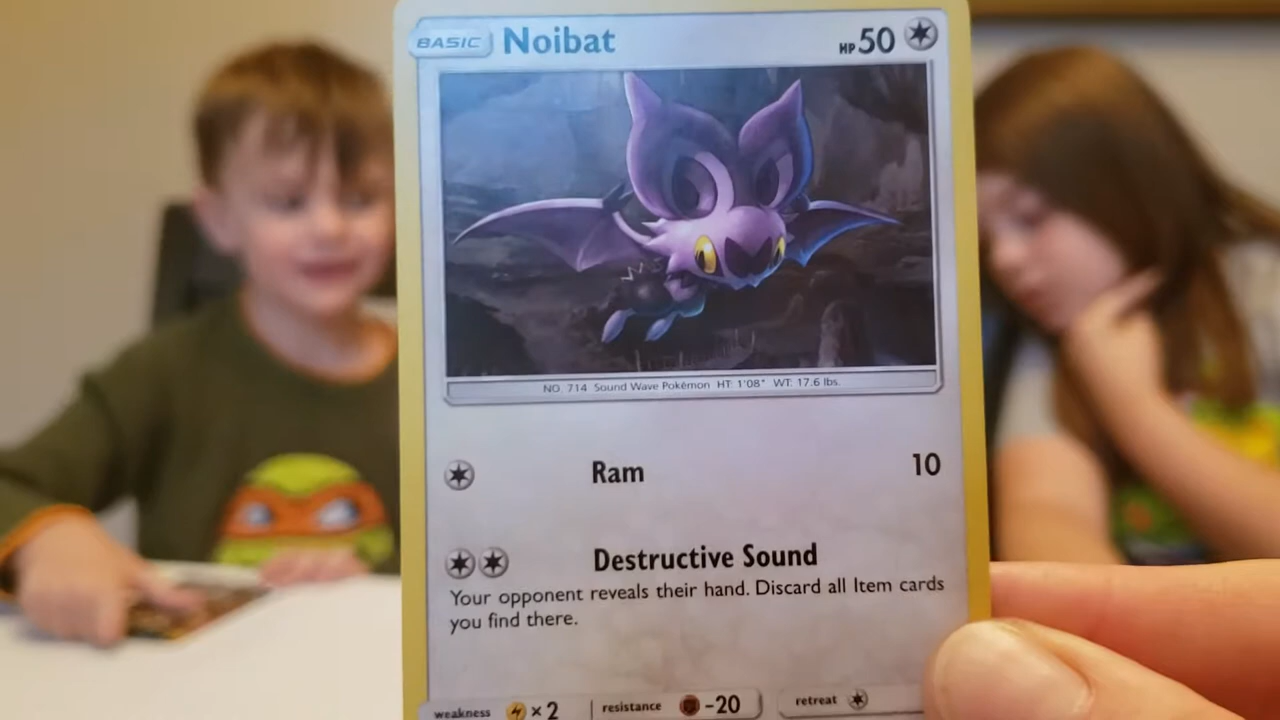 BASIC Noibat HP 50
NO. 714 Sound Wave Pokémon HT: 1'08" WT: 17.6 lbs.
Ram 10
Destructive Sound
Your opponent reveals their hand. Discard all Item cards
you find there.
weakness ×2 resistance -20 retreat